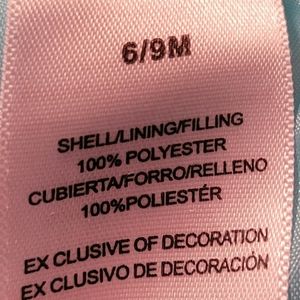 6/9M
SHELL/LINING/FILLING
100% POLYESTER
CUBIERTA/FORRO/RELLENO
100%POLIESTÉR
EX CLUSIVE OF DECORATION
EX CLUSIVO DE DECORACIÓN